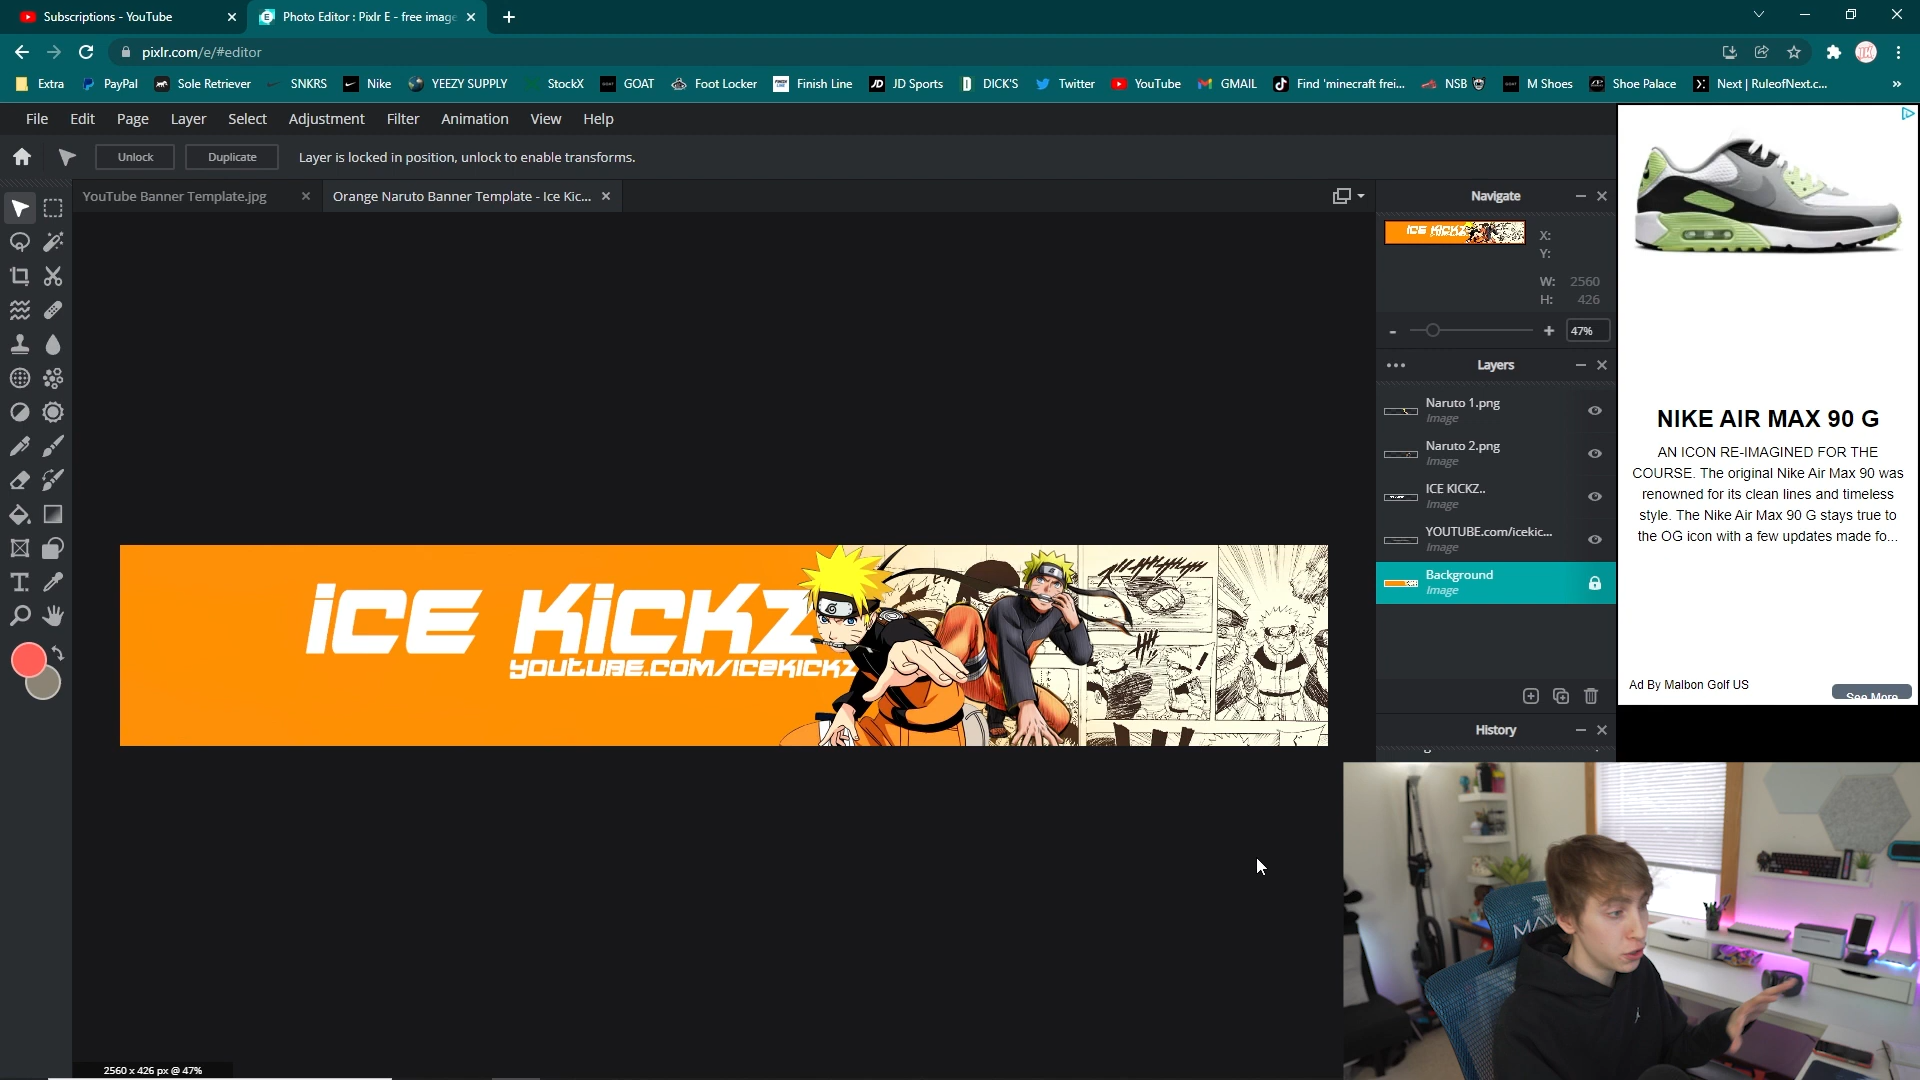 Subscriptions - YouTube
Photo Editor : Pixlr E - free image
pixlr.com/e/#editor
Extra PayPal Sole Retriever SNKRS Nike YEEZY SUPPLY StockX GOAT Foot Locker Finish Line JD Sports DICK'S Twitter YouTube GMAIL Find 'minecraft frei... NSB M Shoes Shoe Palace Next | RuleofNext.c... »
File Edit Page Layer Select Adjustment Filter Animation View Help
Unlock Duplicate Layer is locked in position, unlock to enable transforms.
YouTube Banner Template.jpg
Orange Naruto Banner Template - Ice Kic...
Navigate
X:
Y:
W: 2560
H: 426
47%
Layers
Naruto 1.png
Image
Naruto 2.png
Image
ICE KICKZ..
Image
YOUTUBE.com/icekic...
Image
Background
Image
History
ICE KICKZ
YOUTUBE.COM/ICEKICKZ
NIKE AIR MAX 90 G
AN ICON RE-IMAGINED FOR THE
COURSE. The original Nike Air Max 90 was
renowned for its clean lines and timeless
style. The Nike Air Max 90 G stays true to
the OG icon with a few updates made fo...
Ad By Malbon Golf US
See More
2560 x 426 px @ 47%